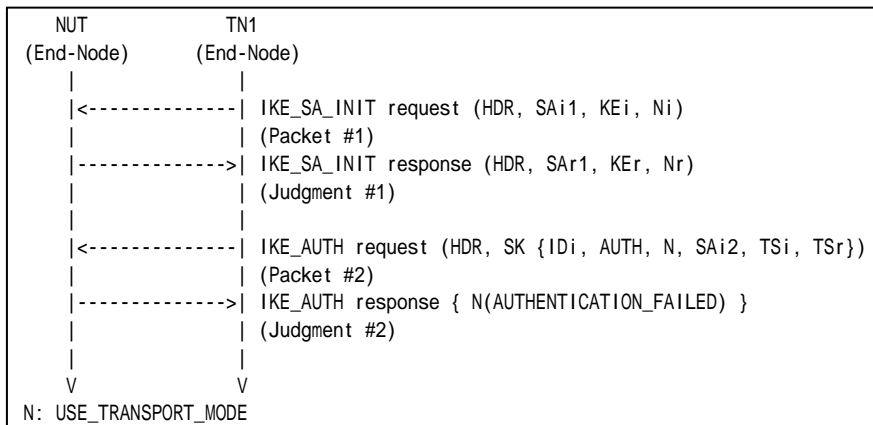 NUT TN1
(End-Node) (End-Node)
| |
|<--------------| IKE_SA_INIT request (HDR, SAi1, KEi, Ni)
| | (Packet #1)
|-------------->| IKE_SA_INIT response (HDR, SAr1, KEr, Nr)
| | (Judgment #1)
| |
|<--------------| IKE_AUTH request (HDR, SK {IDi, AUTH, N, SAi2, TSi, TSr})
| | (Packet #2)
|-------------->| IKE_AUTH response { N(AUTHENTICATION_FAILED) }
| | (Judgment #2)
| |
V V
N: USE_TRANSPORT_MODE